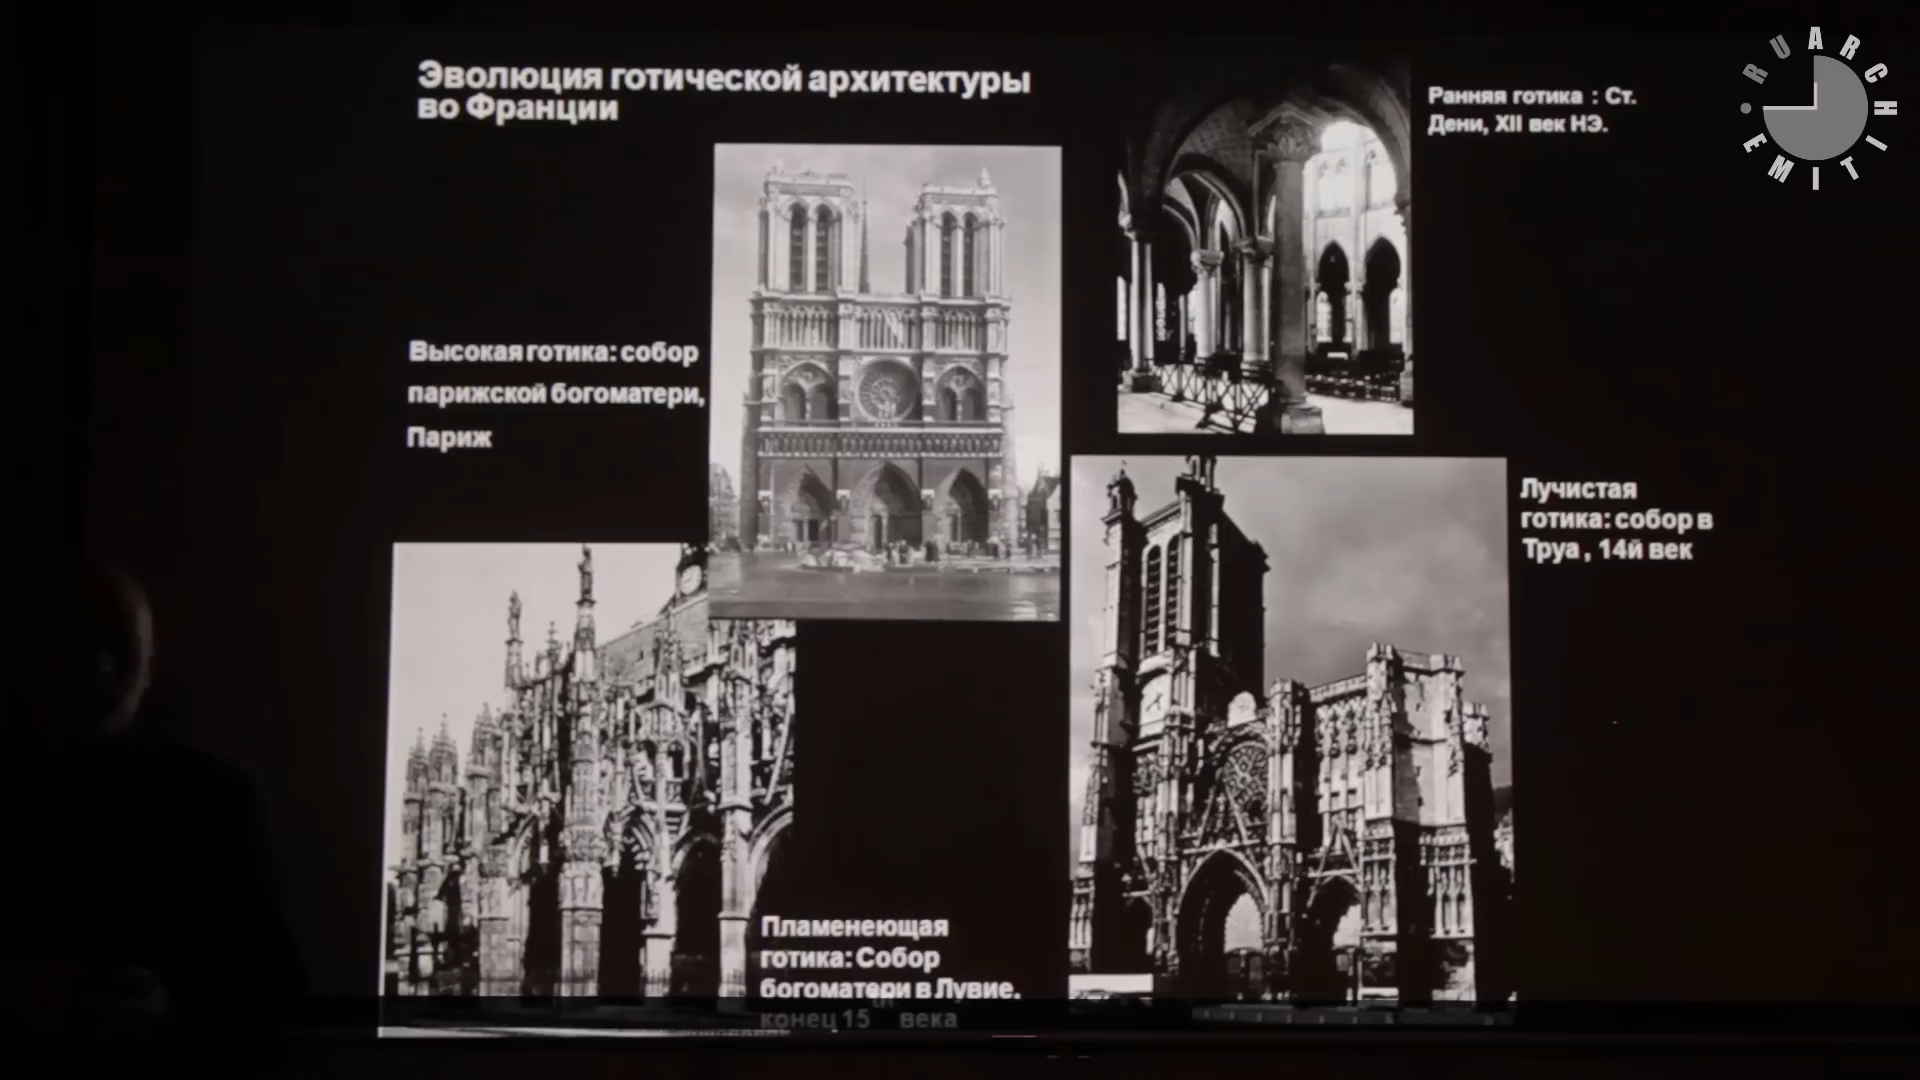 Эволюция готической архитектуры
во Франции
Ранняя готика : Ст.
Дени, XII век НЭ.
Высокая готика: собор
парижской богоматери,
Париж
Лучистая
готика: собор в
Труа , 14й век
Пламенеющая
готика: Собор
богоматери в Лувие,
конец 15 века
RUARCHITIME